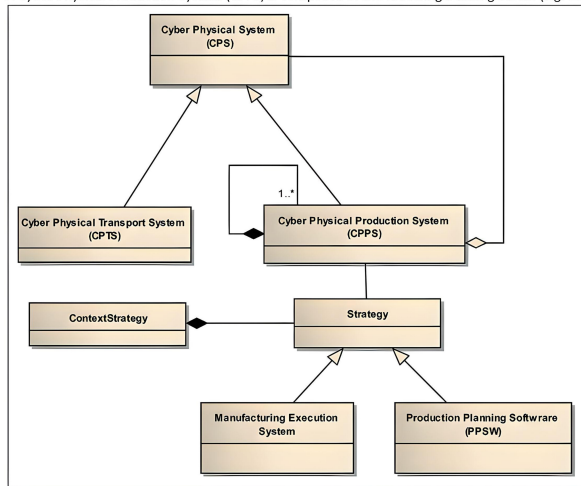 Cyber Physical System
(CPS)
1..*
Cyber Physical Transport System
(CPTS)
Cyber Physical Production System
(CPPS)
ContextStrategy
Strategy
Manufacturing Execution
System
Production Planning Softwrare
(PPSW)